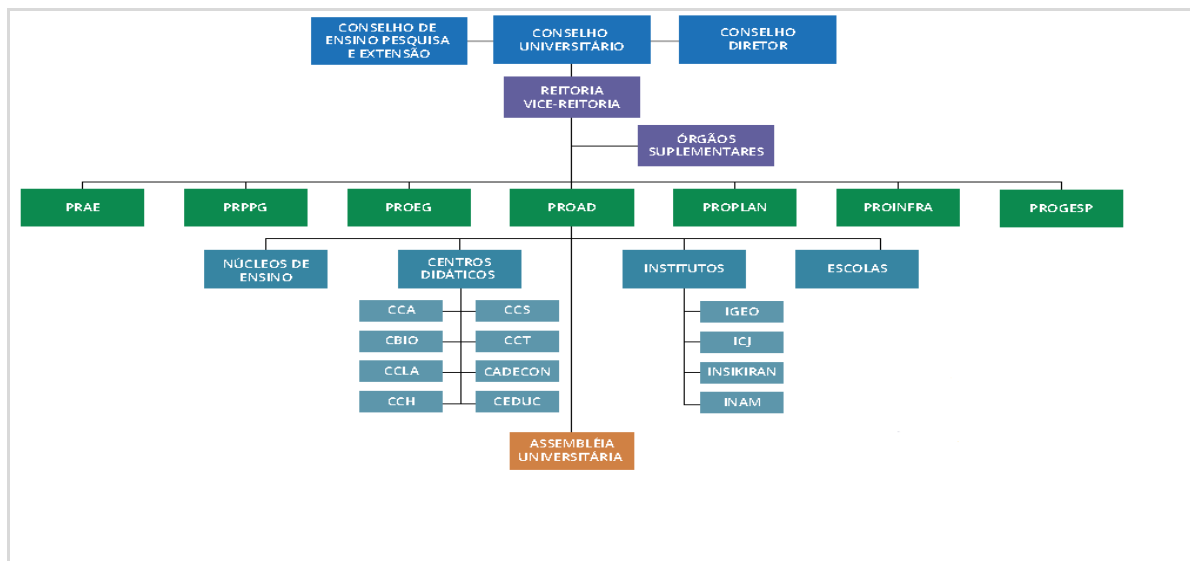 CONSELHO DE
ENSINO PESQUISA
E EXTENSÃO
CONSELHO
UNIVERSITÁRIO
CONSELHO
DIRETOR
REITORIA
VICE-REITORIA
ÓRGÃOS
SUPLEMENTARES
PRAE
PRPPG
PROEG
PROAD
PROPLAN
PROINFRA
PROGESP
NÚCLEOS DE
ENSINO
CENTROS
DIDÁTICOS
INSTITUTOS
ESCOLAS
CCA
CCS
CBIO
CCT
CCLA
CADECON
CCH
CEDUC
IGEO
ICJ
INSIKIRAN
INAM
ASSEMBLÉIA
UNIVERSITÁRIA